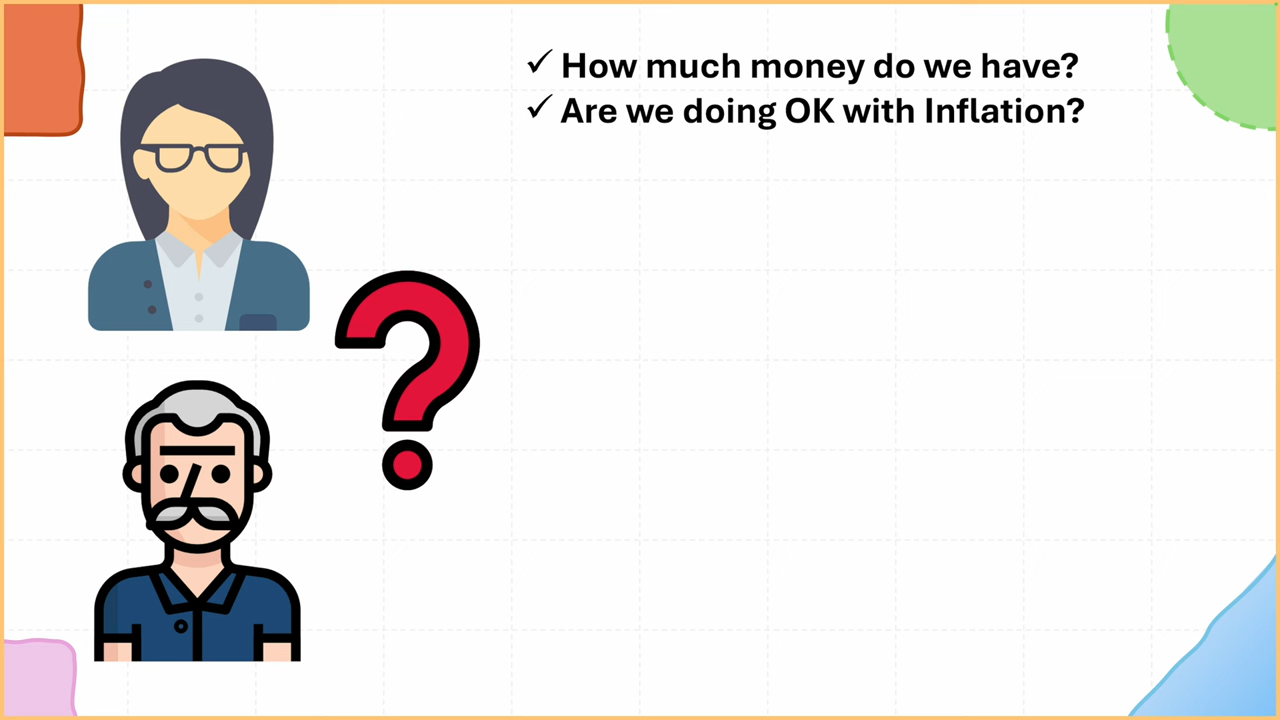 ✓ How much money do we have?
✓ Are we doing OK with Inflation?